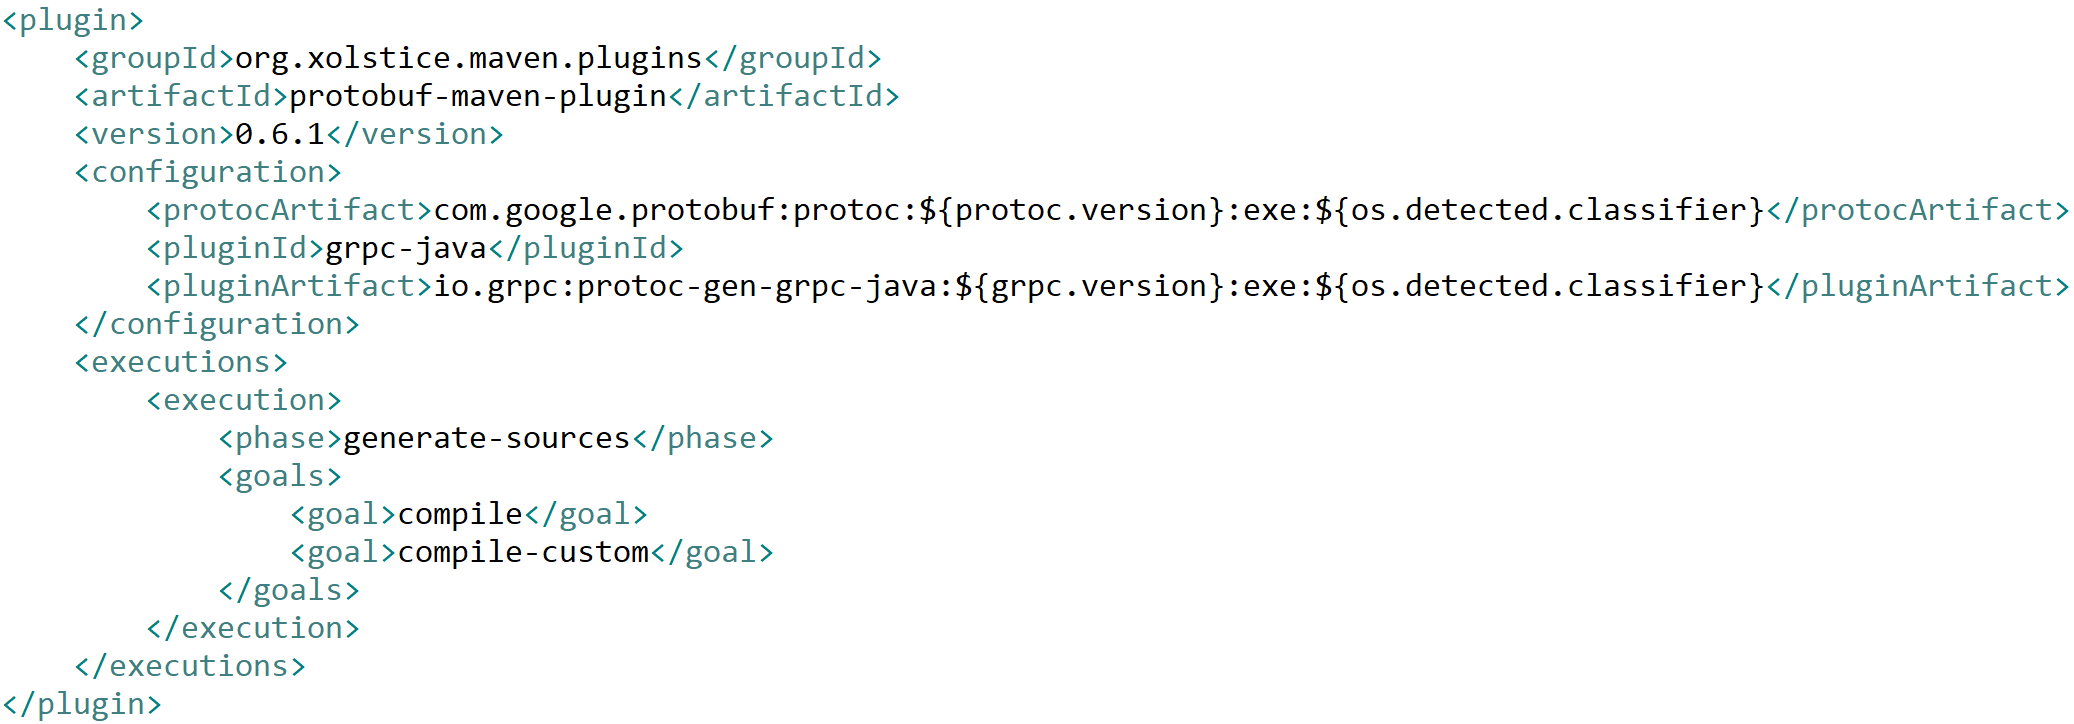 <plugin>
    <groupId>org.xolstice.maven.plugins</groupId>
    <artifactId>protobuf-maven-plugin</artifactId>
    <version>0.6.1</version>
    <configuration>
        <protocArtifact>com.google.protobuf:protoc:${protoc.version}:exe:${os.detected.classifier}</protocArtifact>
        <pluginId>grpc-java</pluginId>
        <pluginArtifact>io.grpc:protoc-gen-grpc-java:${grpc.version}:exe:${os.detected.classifier}</pluginArtifact>
    </configuration>
    <executions>
        <execution>
            <phase>generate-sources</phase>
            <goals>
                <goal>compile</goal>
                <goal>compile-custom</goal>
            </goals>
        </execution>
    </executions>
</plugin>